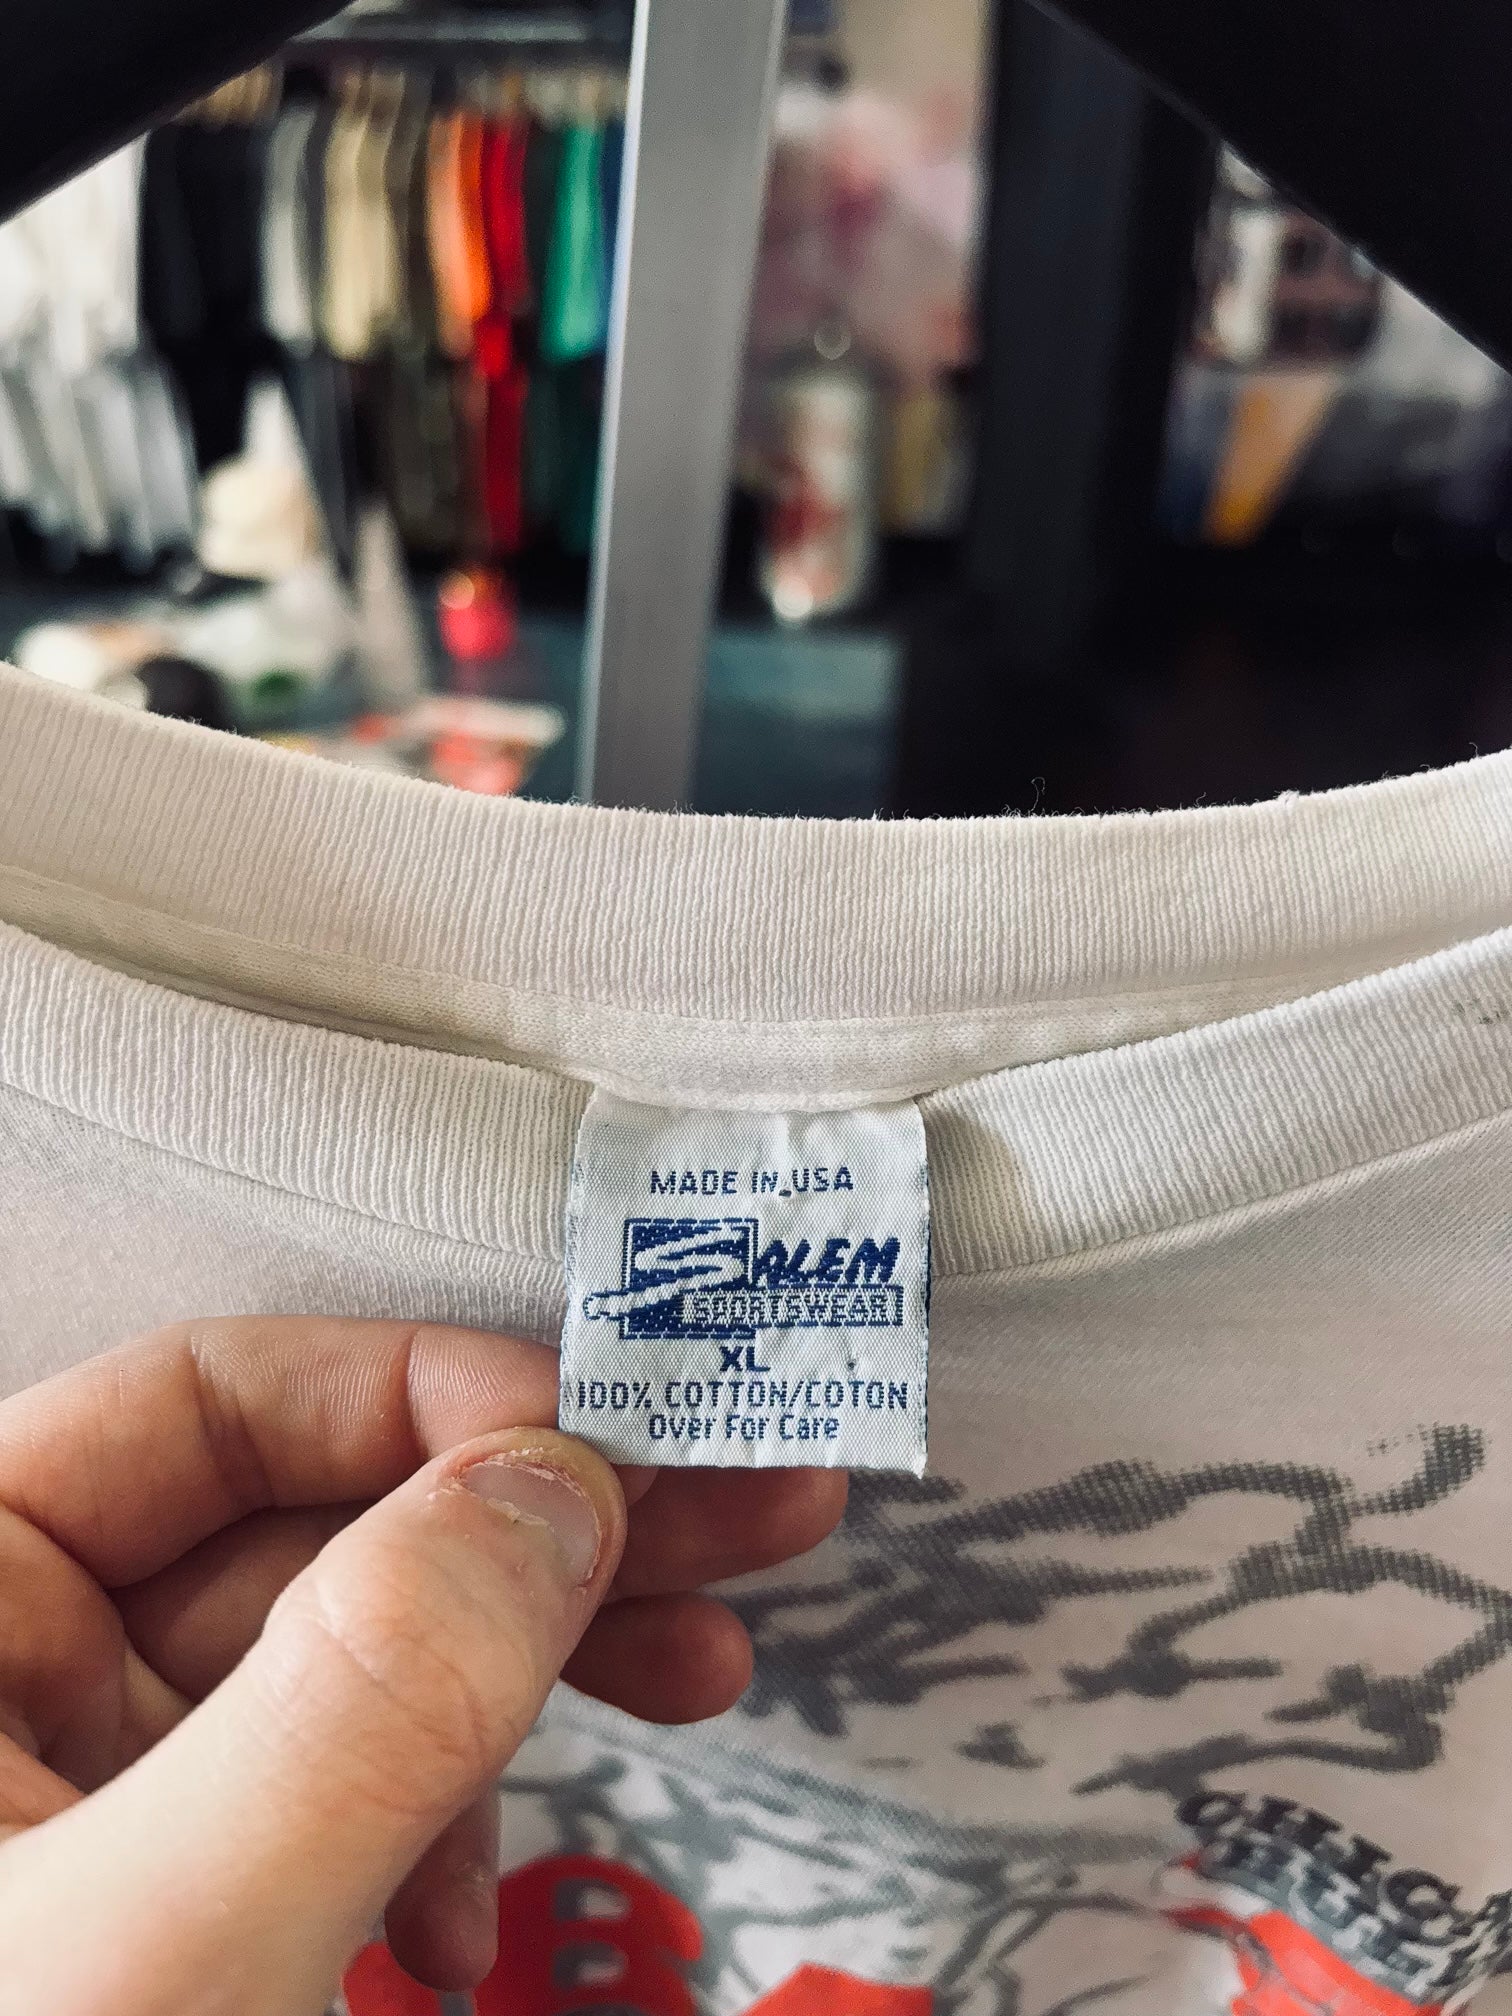 MADE IN USA
SALEM
SPORTSWEAR
XL
100% COTTON/COTON
Over For Care